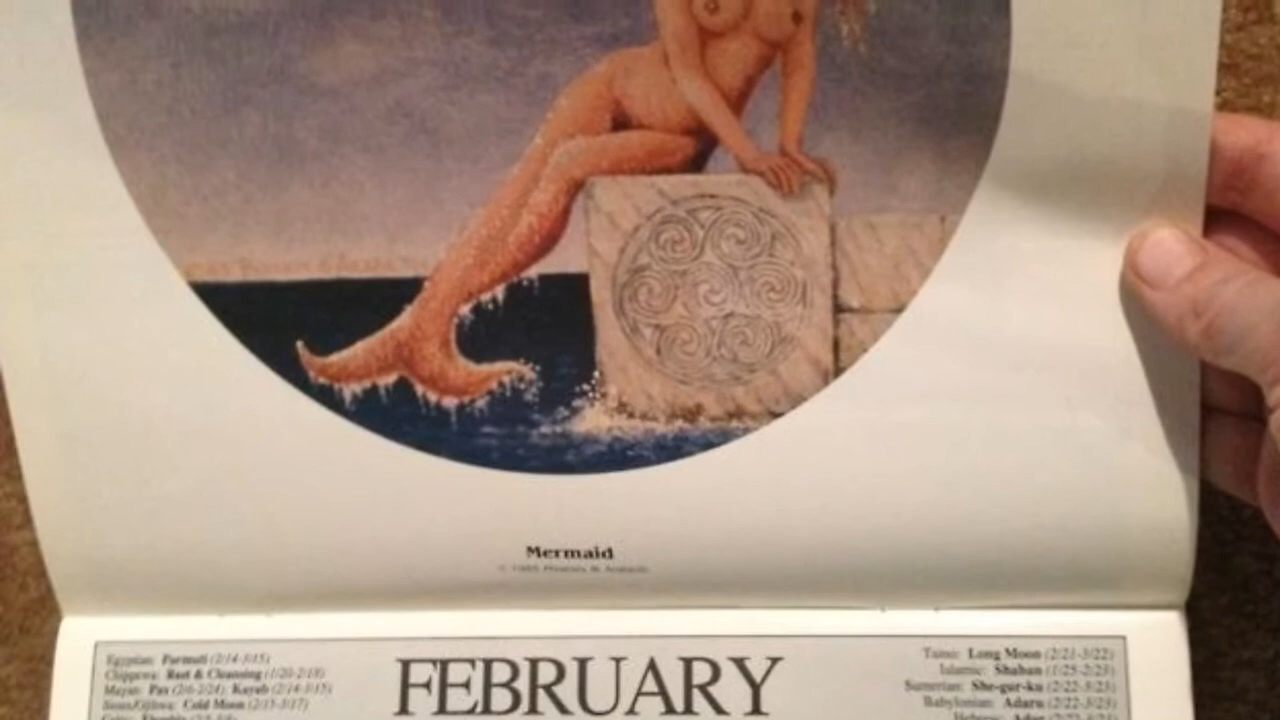 Mermaid
FEBRUARY
Egyptian: Parmuti (2/14-3/15)
Chippewa: Rest & Cleansing (1/20-2/18)
Mayan: Pax (2/6-2/24); Kayab (2/14-3/15)
Sioux/Ojibwa: Cold Moon (2/15-3/17)
Taino: Long Moon (2/21-3/22)
Islamic: Shaban (1/25-2/23)
Sumerian: She-gur-ku (2/22-3/23)
Babylonian: Adaru (2/22-3/23)
Hebrew: Adar